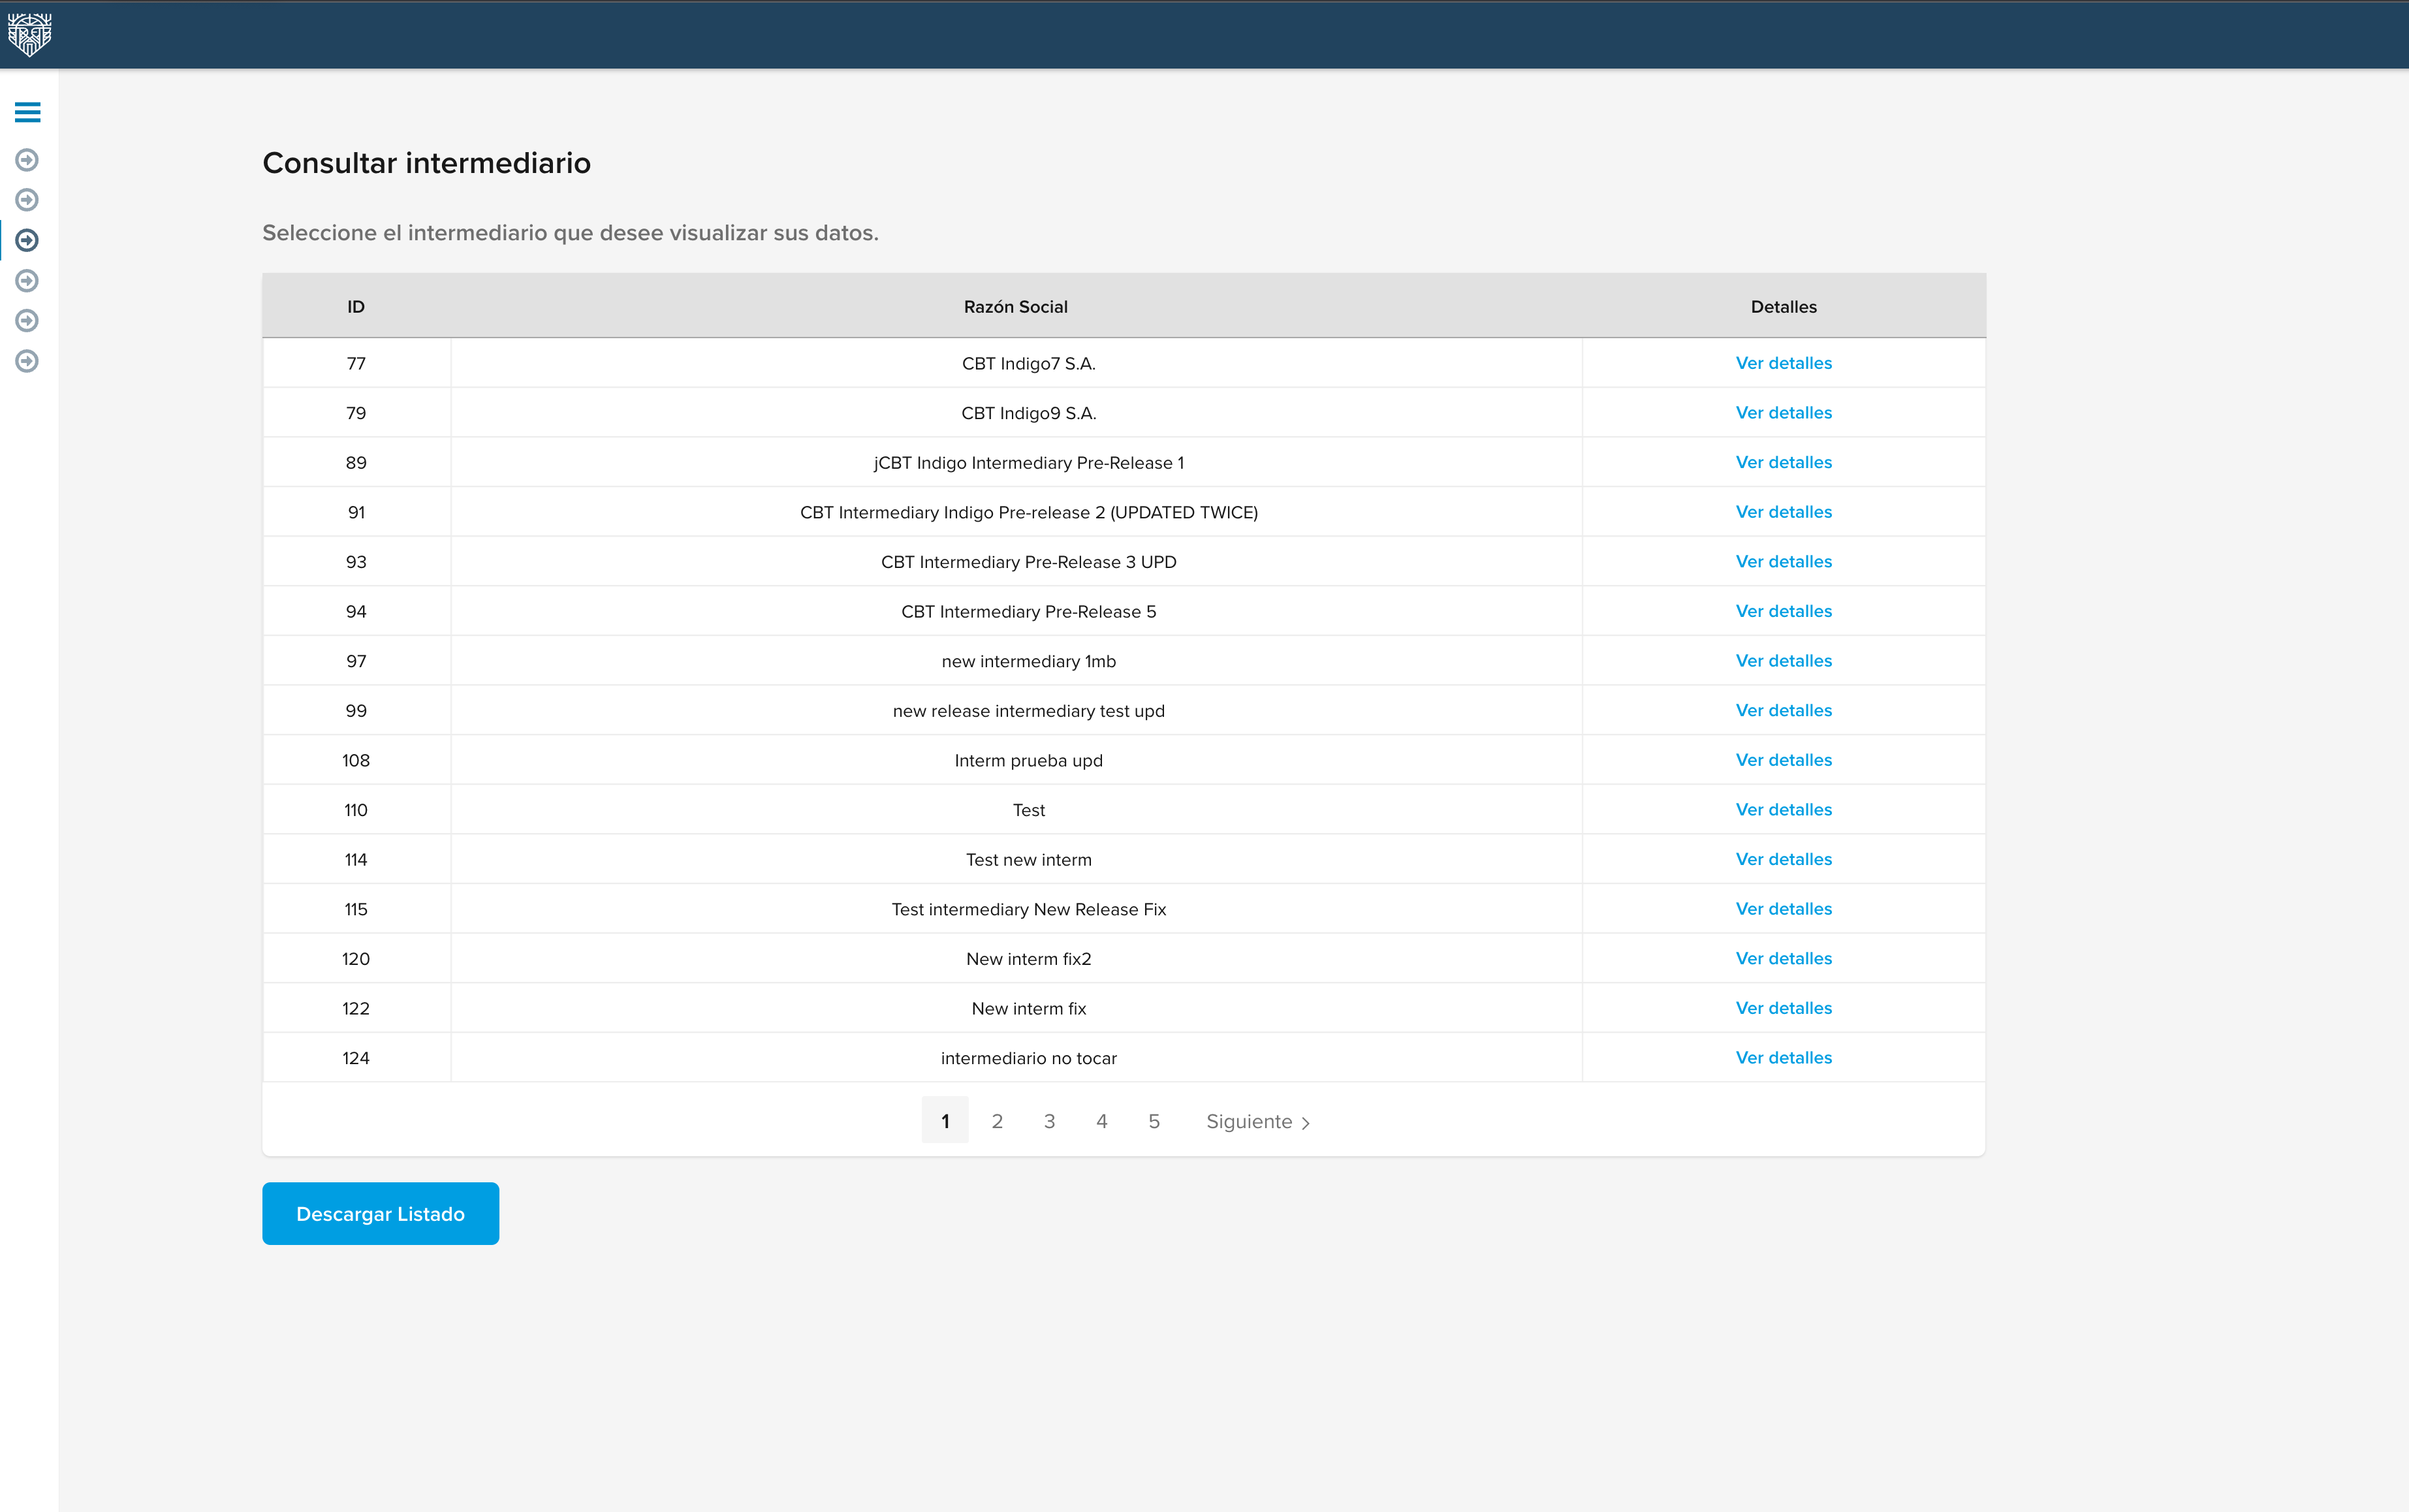 Consultar intermediario
Seleccione el intermediario que desee visualizar sus datos.
ID Razón Social Detalles
77 CBT Indigo7 S.A. Ver detalles
79 CBT Indigo9 S.A. Ver detalles
89 jCBT Indigo Intermediary Pre-Release 1 Ver detalles
91 CBT Intermediary Indigo Pre-release 2 (UPDATED TWICE) Ver detalles
93 CBT Intermediary Pre-Release 3 UPD Ver detalles
94 CBT Intermediary Pre-Release 5 Ver detalles
97 new intermediary 1mb Ver detalles
99 new release intermediary test upd Ver detalles
108 Interm prueba upd Ver detalles
110 Test Ver detalles
114 Test new interm Ver detalles
115 Test intermediary New Release Fix Ver detalles
120 New interm fix2 Ver detalles
122 New interm fix Ver detalles
124 intermediario no tocar Ver detalles
1 2 3 4 5 Siguiente >
Descargar Listado